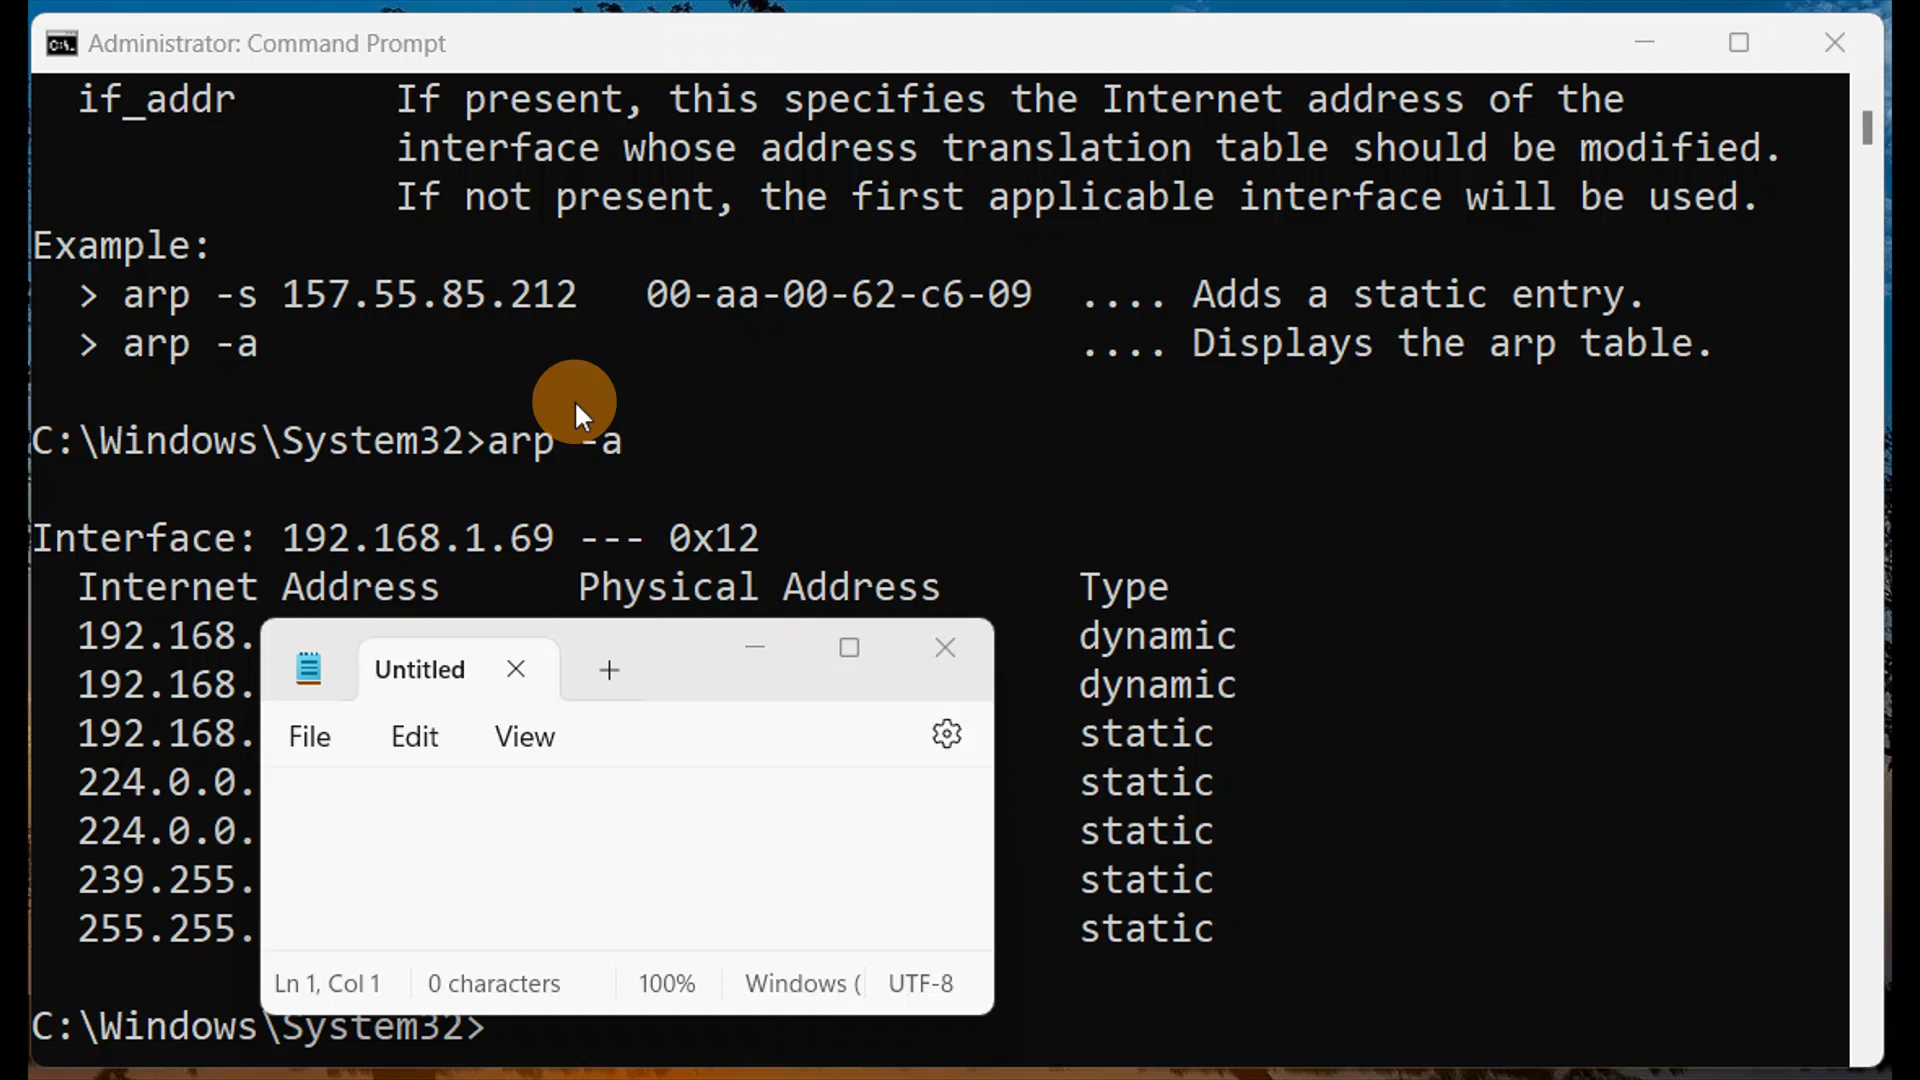 Administrator: Command Prompt
if_addr If present, this specifies the Internet address of the
interface whose address translation table should be modified.
If not present, the first applicable interface will be used.
Example:
> arp -s 157.55.85.212 00-aa-00-62-c6-09 .... Adds a static entry.
> arp -a .... Displays the arp table.
C:\Windows\System32>arp -a
Interface: 192.168.1.69 --- 0x12
Internet Address Physical Address Type
192.168. dynamic
192.168. dynamic
192.168. static
224.0.0. static
224.0.0. static
239.255. static
255.255. static
Untitled
File Edit View
Ln 1, Col 1 0 characters 100% Windows ( UTF-8
C:\Windows\System32>